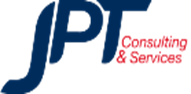 JPT
Consulting
& Services